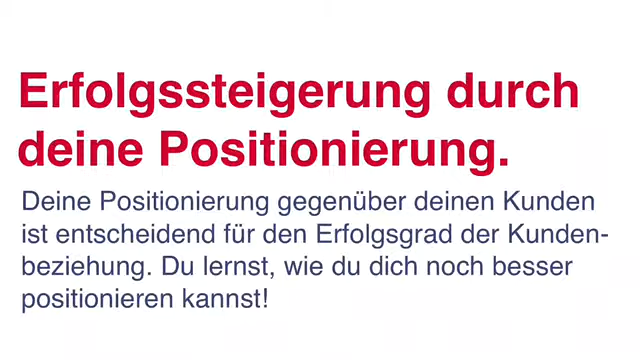 Erfolgssteigerung durch
deine Positionierung.
Deine Positionierung gegenüber deinen Kunden
ist entscheidend für den Erfolgsgrad der Kunden-
beziehung. Du lernst, wie du dich noch besser
positionieren kannst!